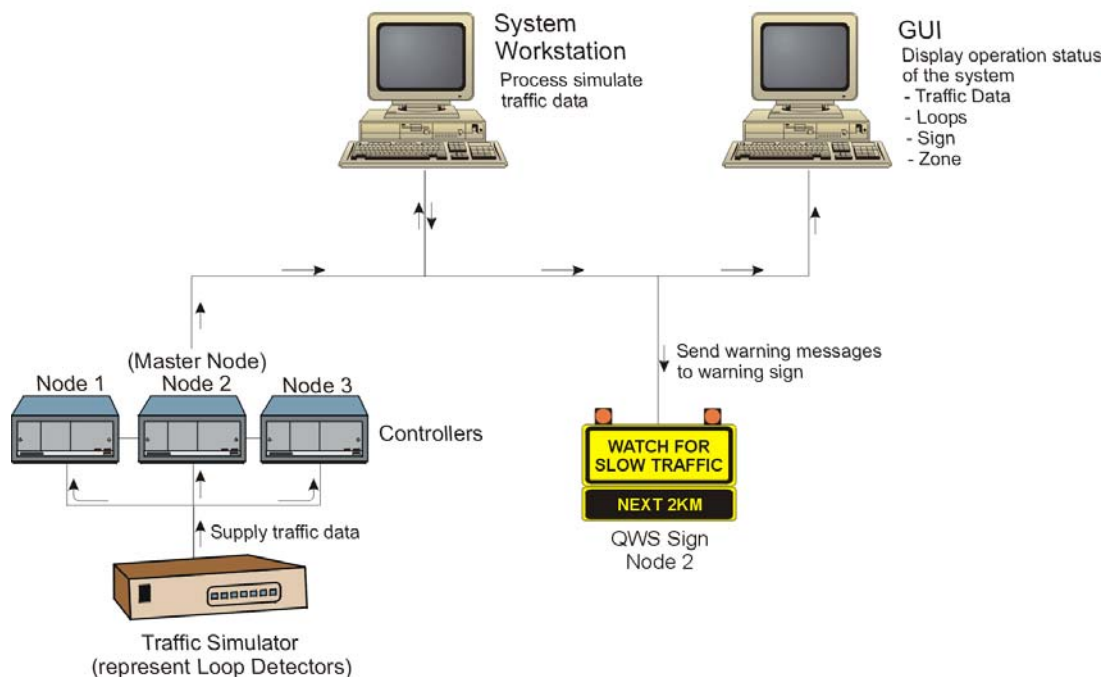 System
Workstation
Process simulate
traffic data
GUI
Display operation status
of the system
- Traffic Data
- Loops
- Sign
- Zone
(Master Node)
Node 1
Node 2
Node 3
Controllers
Supply traffic data
Traffic Simulator
(represent Loop Detectors)
Send warning messages
to warning sign
WATCH FOR
SLOW TRAFFIC
NEXT 2KM
QWS Sign
Node 2